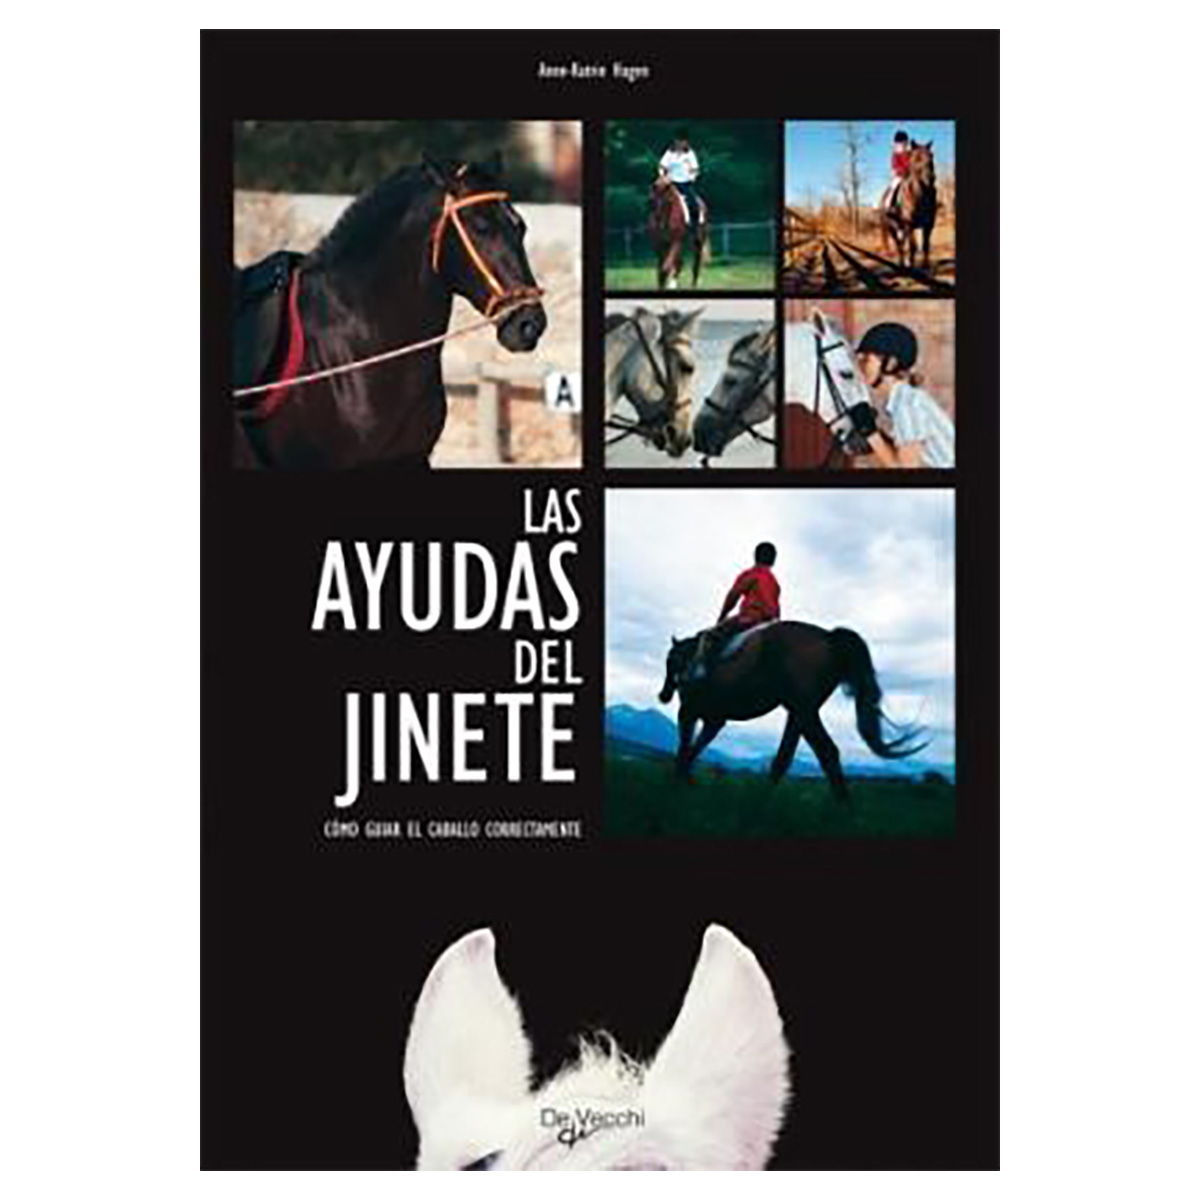 Anne-Katrin Hagen
A
LAS
AYUDAS
DEL
JINETE
CÓMO GUIAR EL CABALLO CORRECTAMENTE
De Vecchi